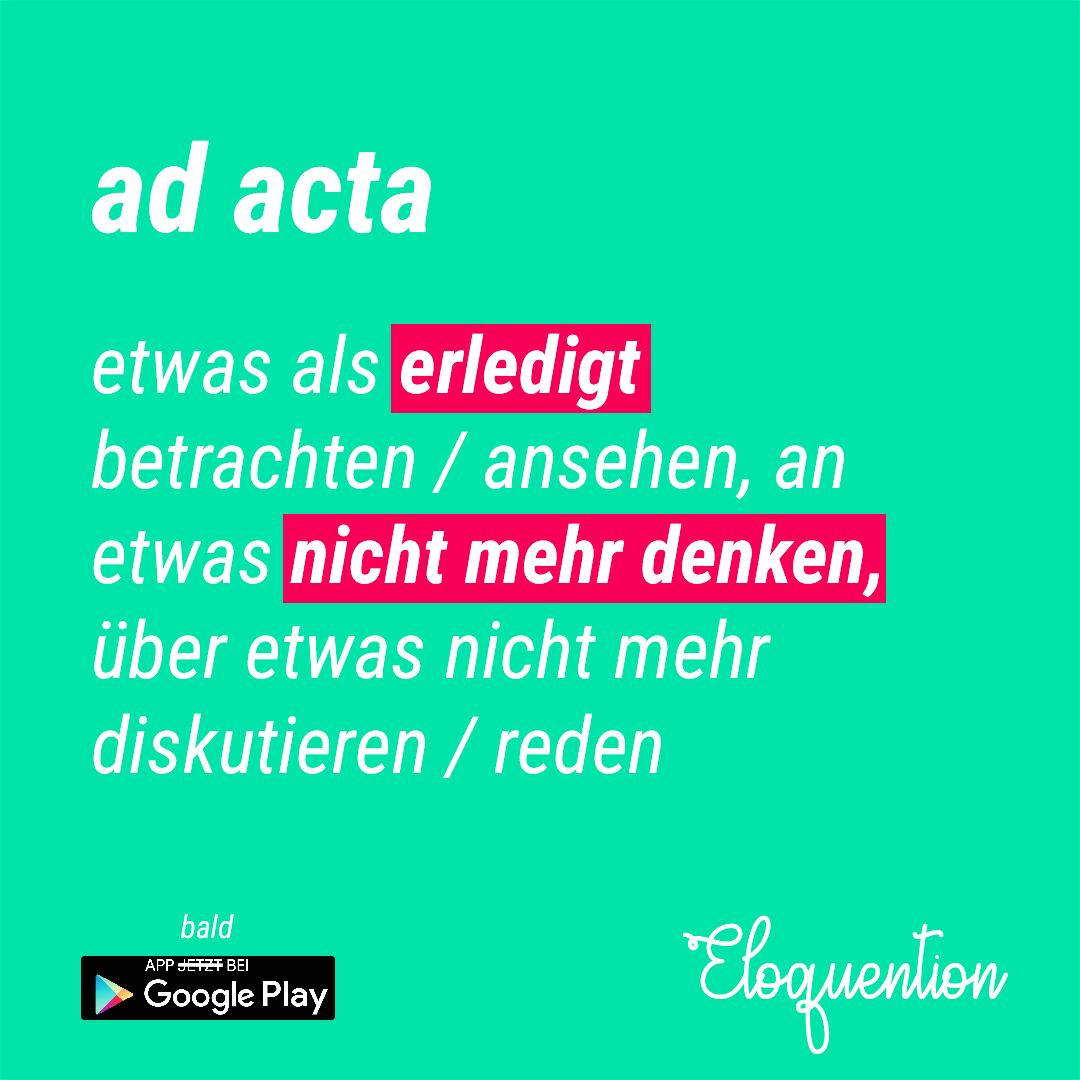 ad acta
etwas als erledigt
betrachten / ansehen, an
etwas nicht mehr denken,
über etwas nicht mehr
diskutieren / reden
bald
APP JETZT BEI
Google Play
Eloquention